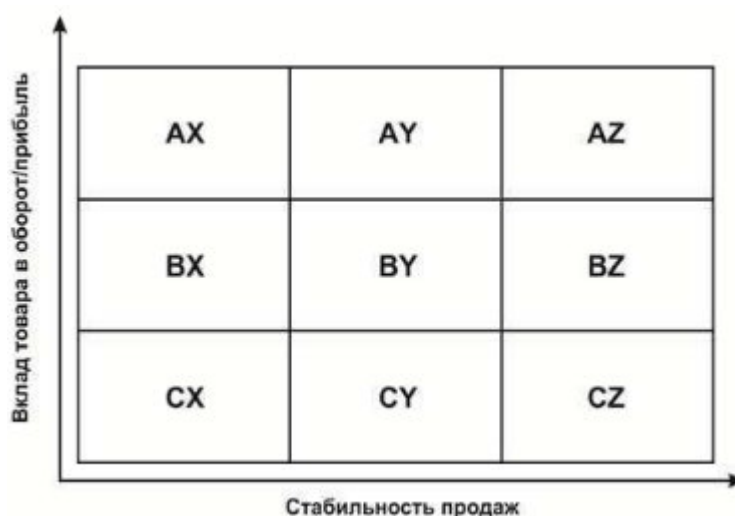 Вклад товара в оборот/прибыль
AX AY AZ
BX BY BZ
CX CY CZ
Стабильность продаж